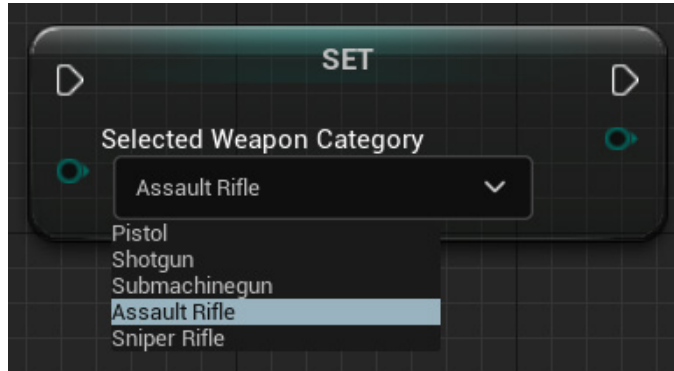 SET
Selected Weapon Category
Assault Rifle
Pistol
Shotgun
Submachinegun
Assault Rifle
Sniper Rifle